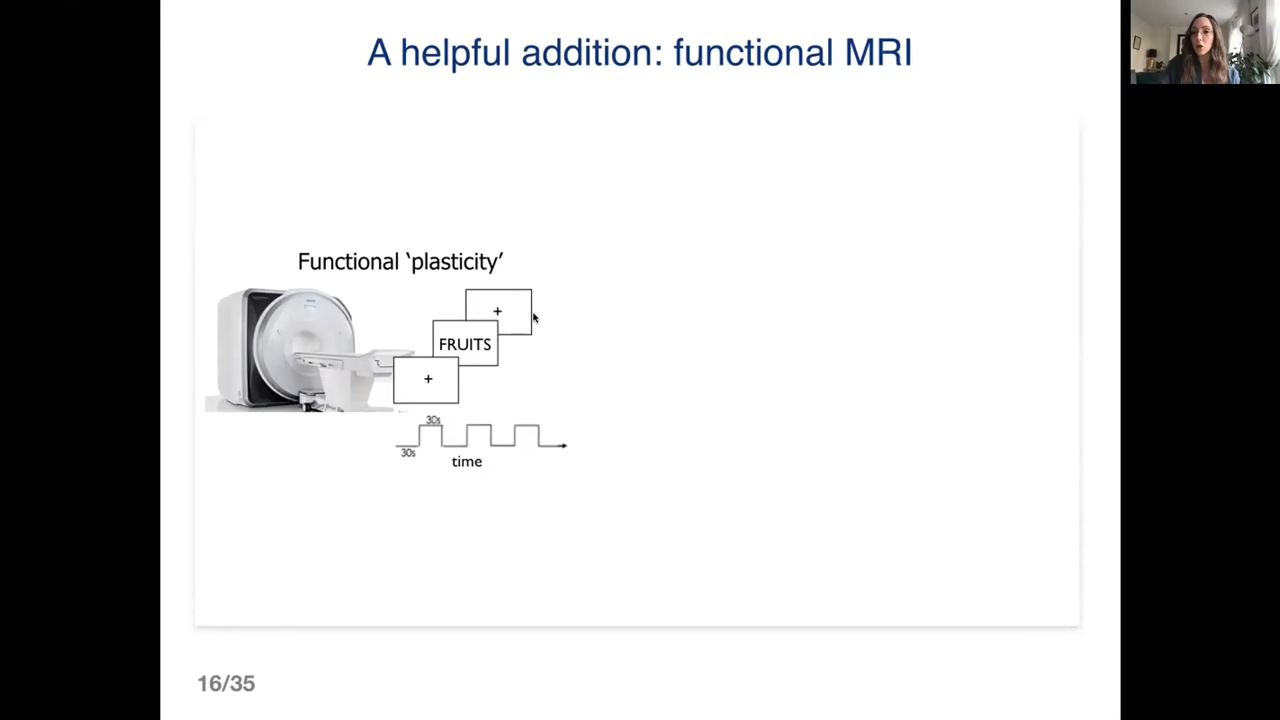 A helpful addition: functional MRI
Functional ‘plasticity’
+
FRUITS
+
30s
30s
time
16/35